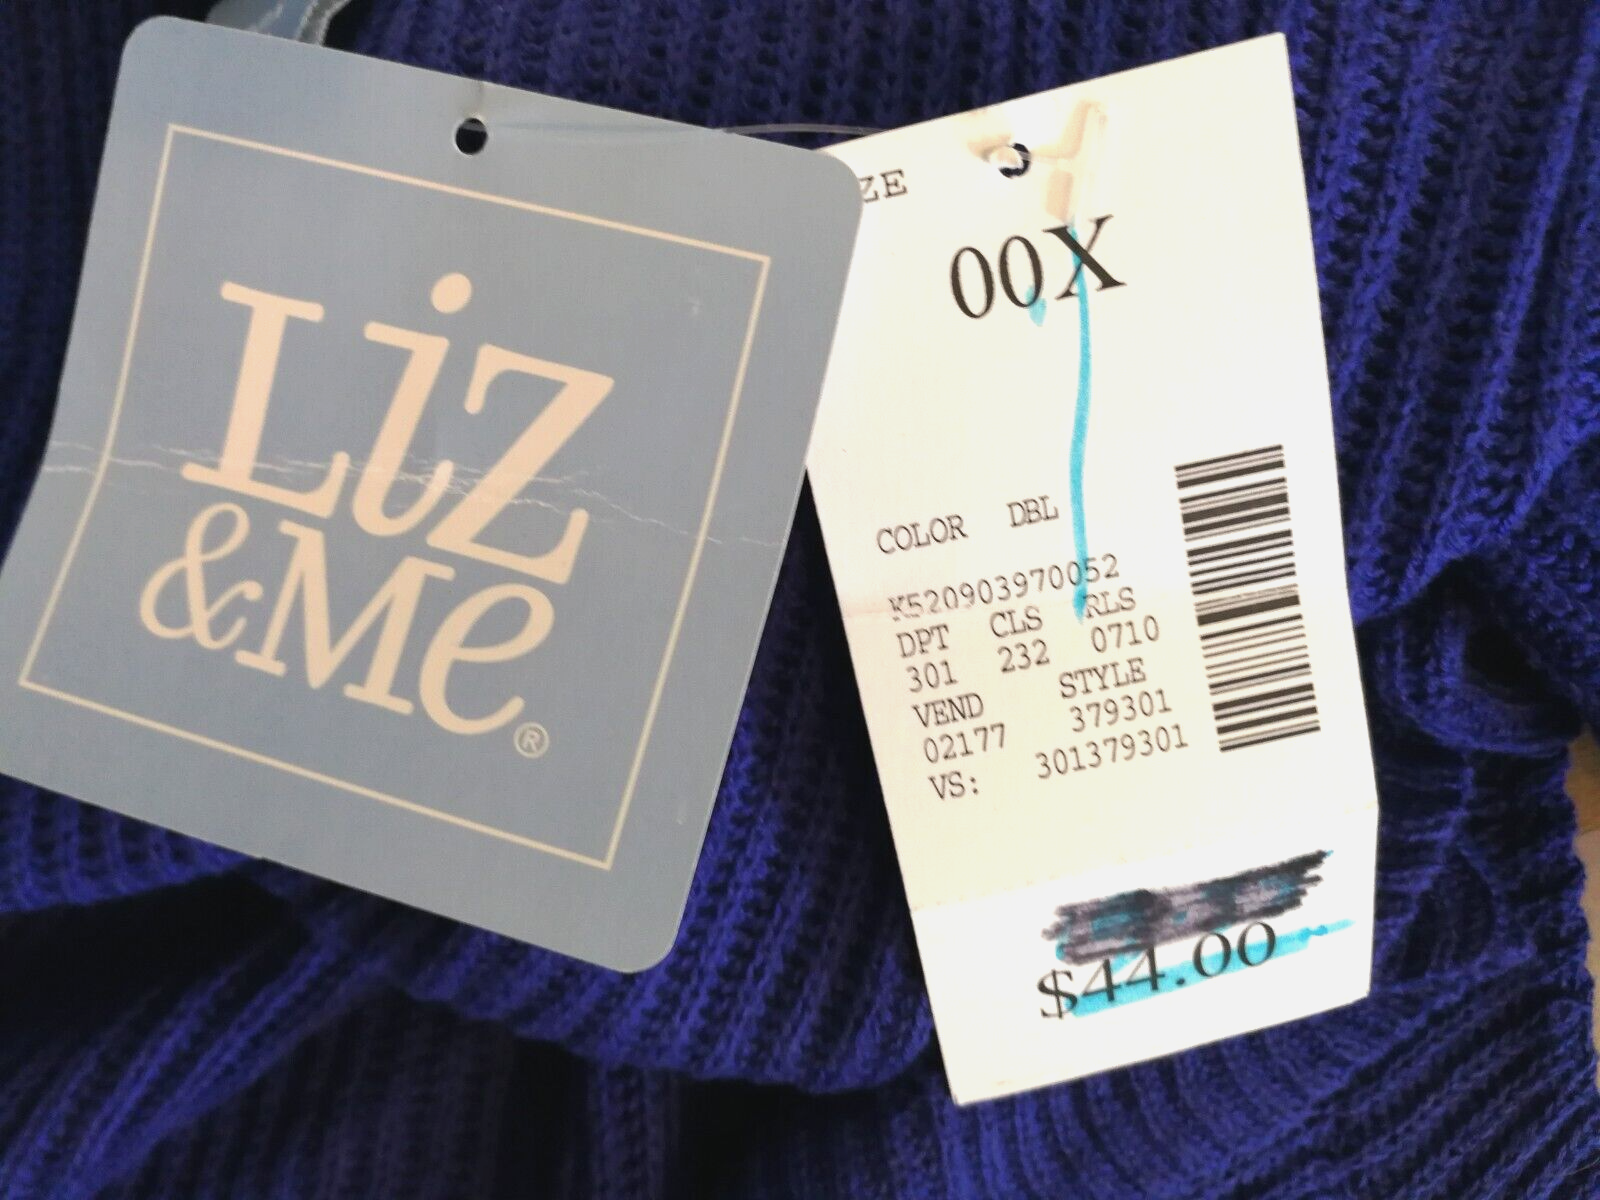 LiZ
&Me®
ZE
00X
COLOR DBL
K520903970052
DPT CLS RLS
301 232 0710
VEND STYLE
02177 379301
VS: 301379301
$44.00